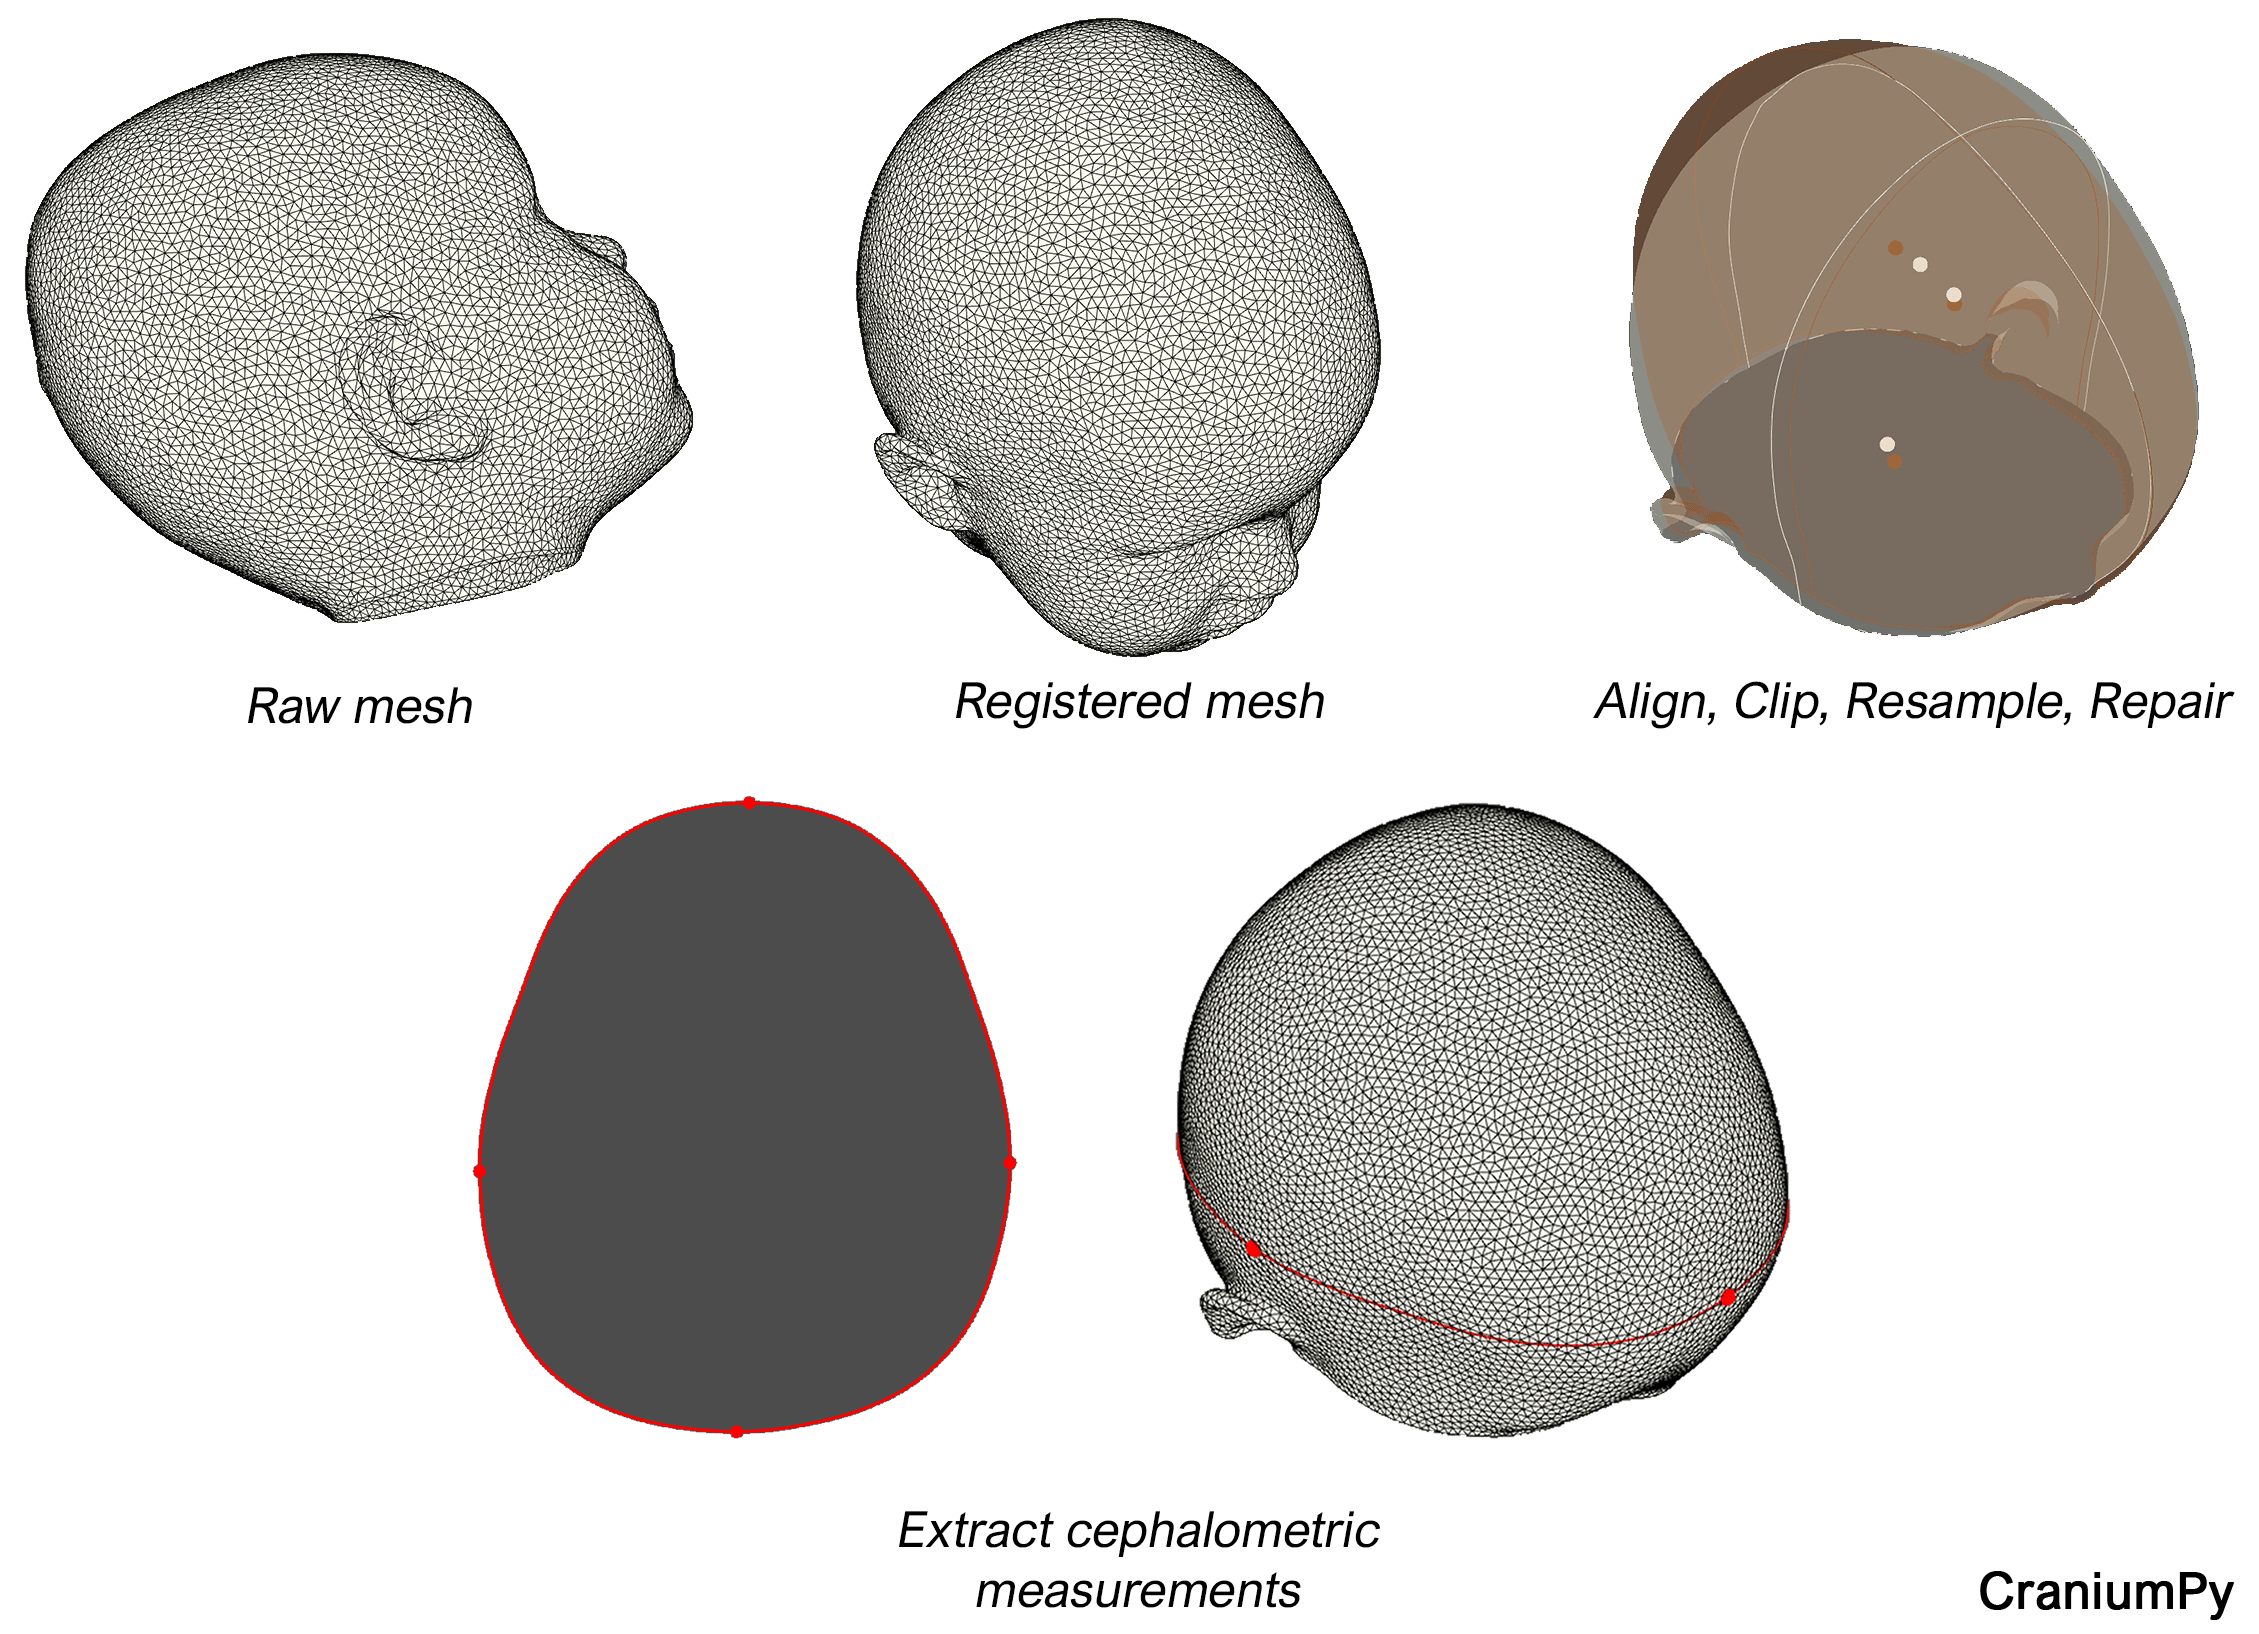 Raw mesh
Registered mesh
Align, Clip, Resample, Repair
Extract cephalometric
measurements
CraniumPy